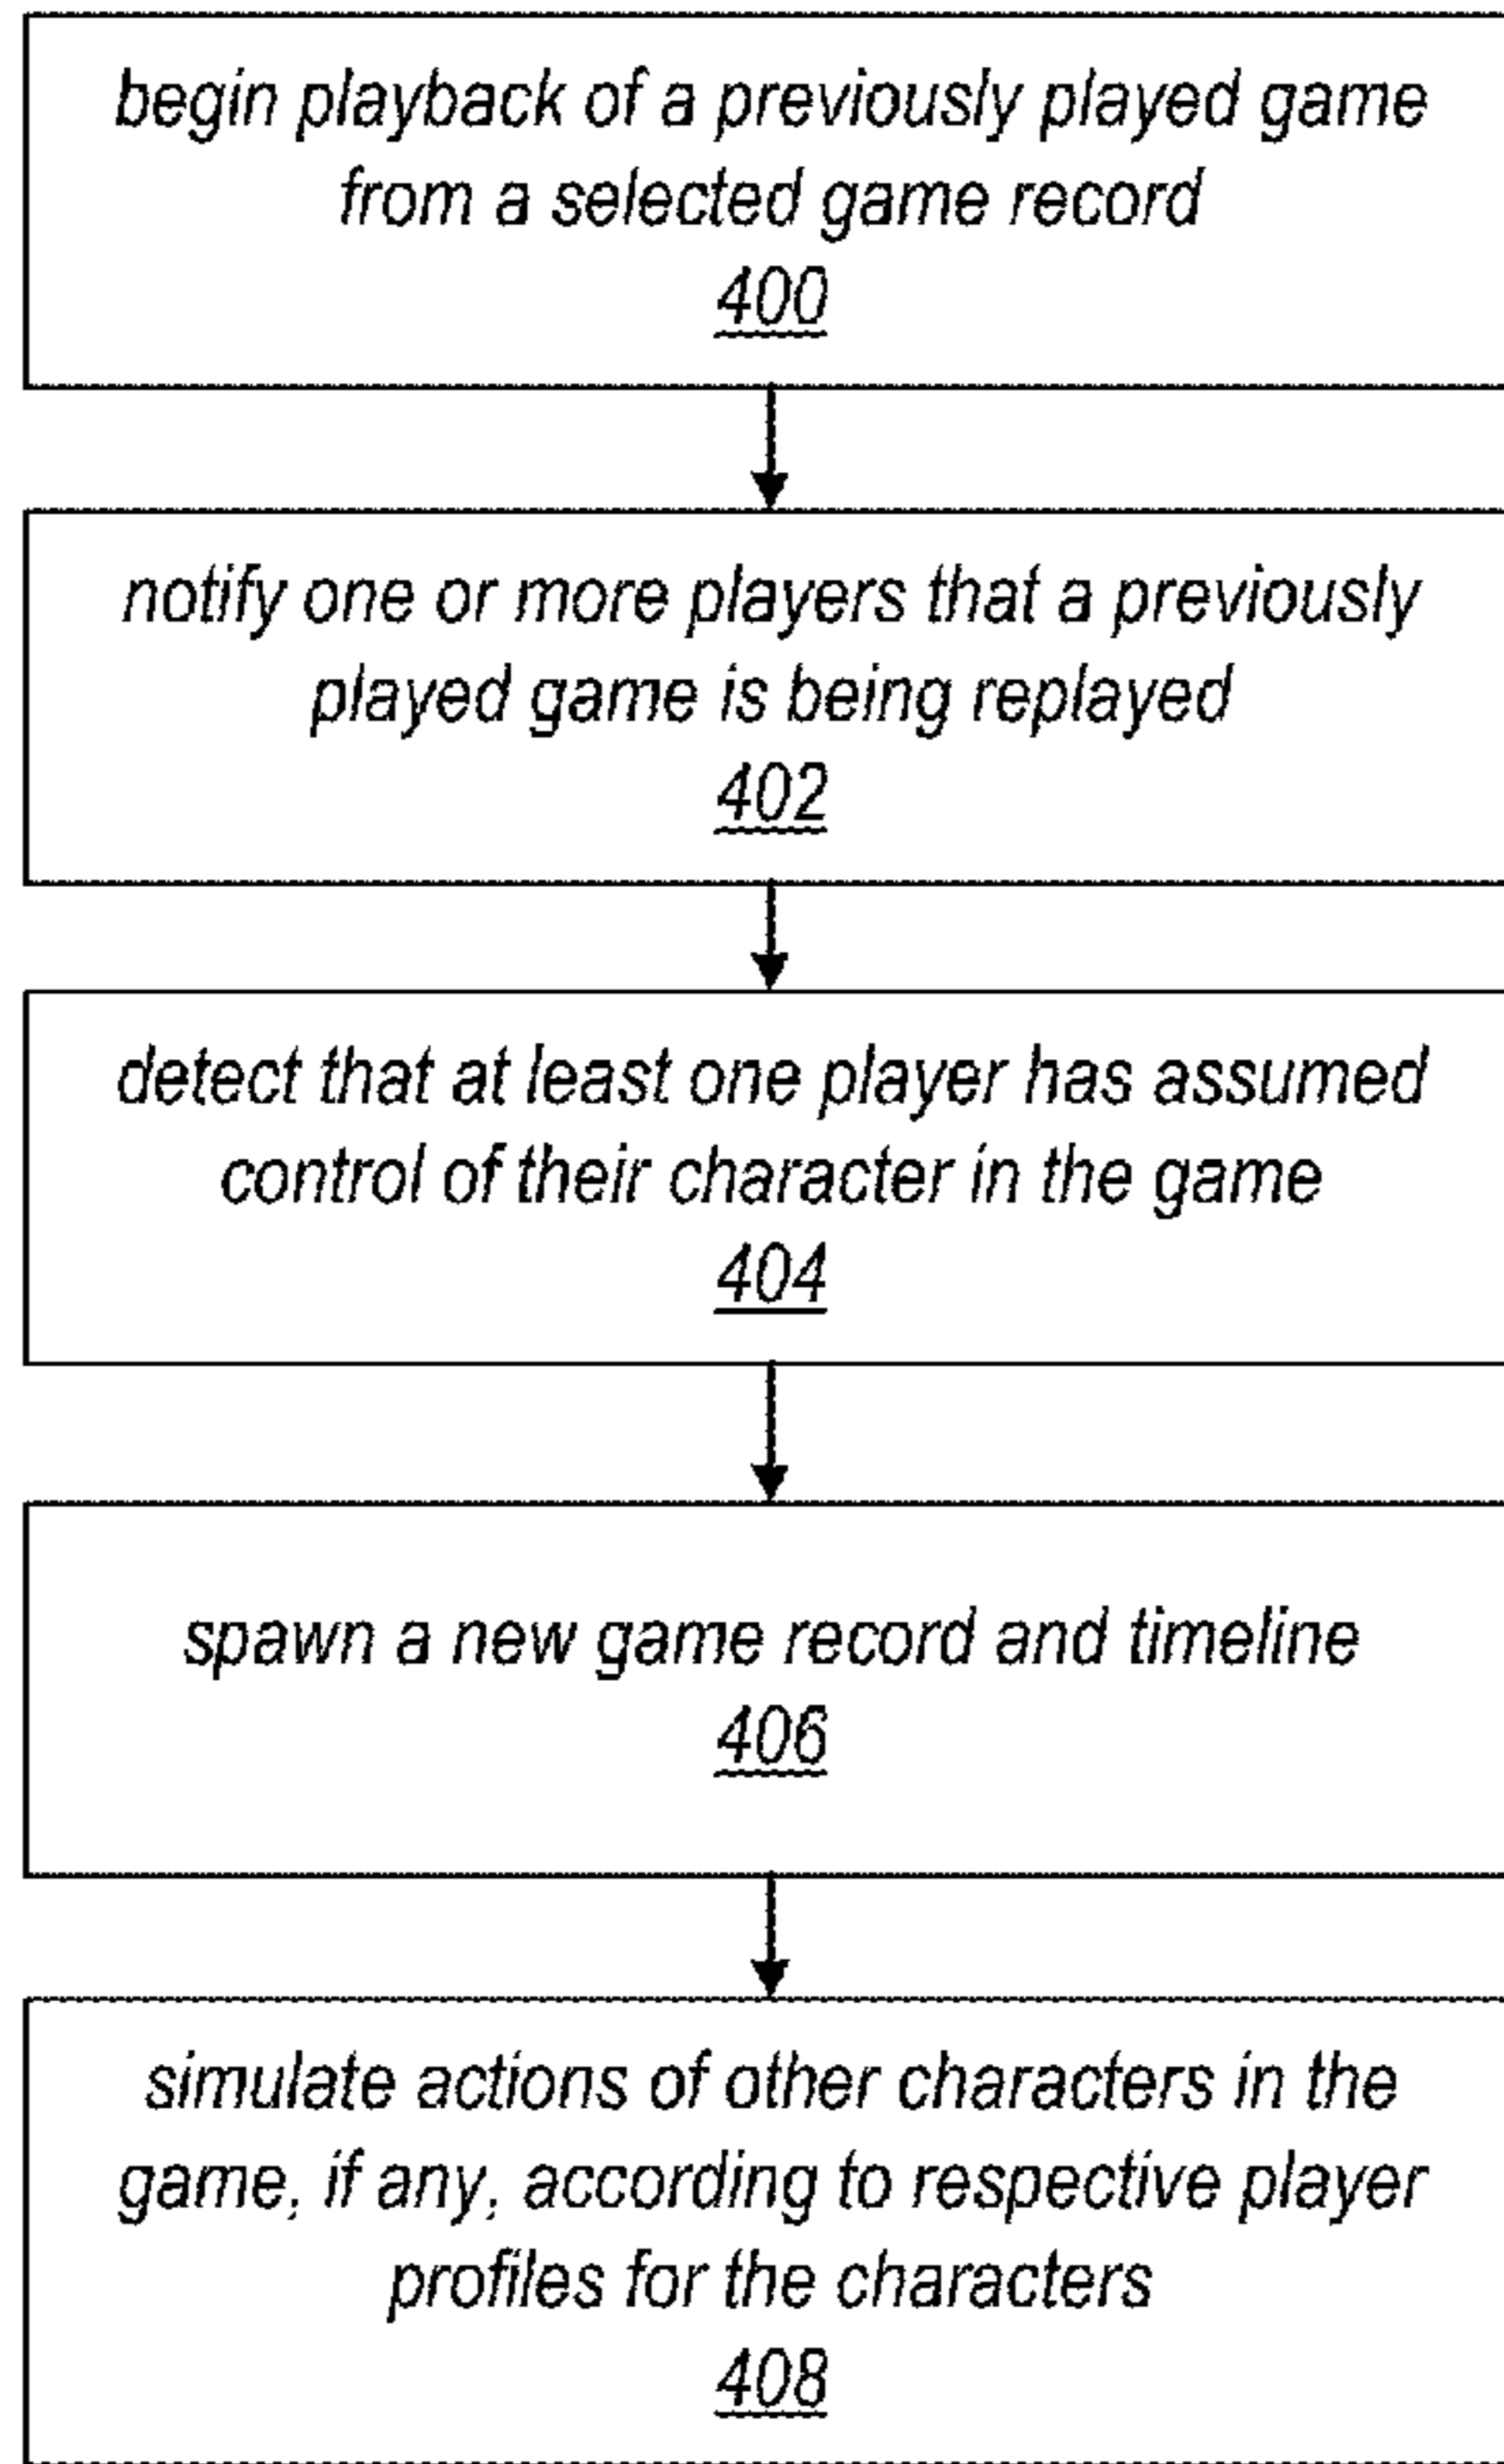 begin playback of a previously played game
from a selected game record
400
notify one or more players that a previously
played game is being replayed
402
detect that at least one player has assumed
control of their character in the game
404
spawn a new game record and timeline
406
simulate actions of other characters in the
game, if any, according to respective player
profiles for the characters
408